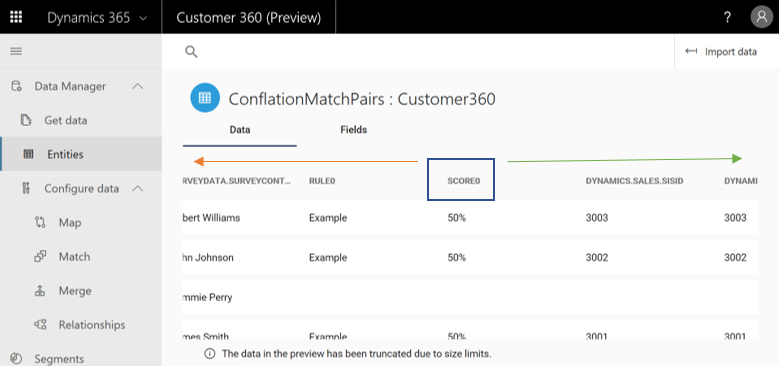 Dynamics 365 Customer 360 (Preview) ?
Import data
Data Manager
Get data
Entities
Configure data
Map
Match
Merge
Relationships
Segments
ConflationMatchPairs : Customer360
Data Fields
RVEYDATA.SURVEYCONT... RULE0 SCORE0 DYNAMICS.SALES.SISID DYNAMI
bert Williams Example 50% 3003 3003
hn Johnson Example 50% 3002 3002
mmie Perry
mes Smith Example 50% 3001 3001
The data in the preview has been truncated due to size limits.